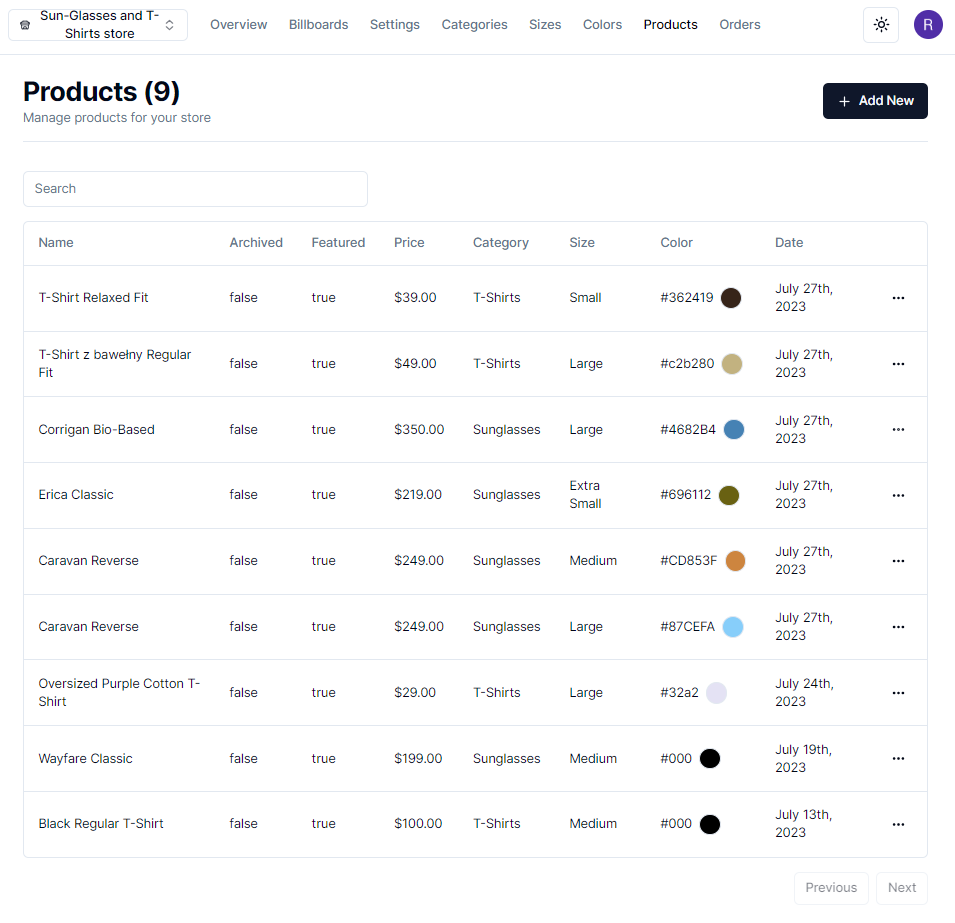 Sun-Glasses and T-
Shirts store
Overview Billboards Settings Categories Sizes Colors Products Orders
R
Products (9)
Manage products for your store
+ Add New
Search
Name Archived Featured Price Category Size Color Date
T-Shirt Relaxed Fit false true $39.00 T-Shirts Small #362419 July 27th,
2023
T-Shirt z bawełny Regular
Fit false true $49.00 T-Shirts Large #c2b280 July 27th,
2023
Corrigan Bio-Based false true $350.00 Sunglasses Large #4682B4 July 27th,
2023
Erica Classic false true $219.00 Sunglasses Extra
Small #696112 July 27th,
2023
Caravan Reverse false true $249.00 Sunglasses Medium #CD853F July 27th,
2023
Caravan Reverse false true $249.00 Sunglasses Large #87CEFA July 27th,
2023
Oversized Purple Cotton T-
Shirt false true $29.00 T-Shirts Large #32a2 July 24th,
2023
Wayfare Classic false true $199.00 Sunglasses Medium #000 July 19th,
2023
Black Regular T-Shirt false true $100.00 T-Shirts Medium #000 July 13th,
2023
Previous Next